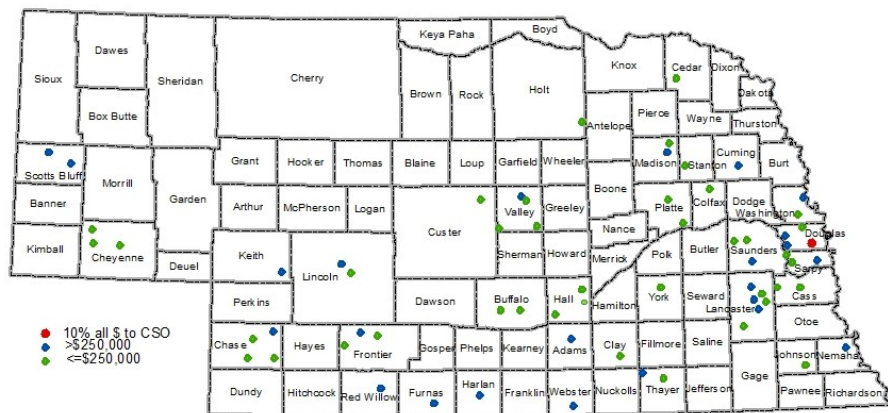 Boyd
Keya Paha
Dawes
Knox
Cedar
Dixon
Sioux
Sheridan
Cherry
Brown
Rock
Holt
Dakota
Box Butte
Pierce
Wayne
Antelope
Thurston
Grant
Hooker
Thomas
Blaine
Loup
Garfield
Wheeler
Madison
Stanton
Cuming
Burt
Scotts Bluff
Morrill
Garden
Boone
Banner
Arthur
McPherson
Logan
Custer
Valley
Greeley
Platte
Colfax
Dodge
Washington
Nance
Douglas
Kimball
Cheyenne
Deuel
Keith
Lincoln
Sherman
Howard
Merrick
Polk
Butler
Saunders
Sarpy
Perkins
Dawson
Buffalo
Hall
Hamilton
York
Seward
Lancaster
Cass
Otoe
10% all $ to CSO
>$250,000
<=$250,000
Chase
Hayes
Frontier
Gosper
Phelps
Kearney
Adams
Clay
Fillmore
Saline
Johnson
Nemaha
Gage
Dundy
Hitchcock
Red Willow
Furnas
Harlan
Franklin
Webster
Nuckolls
Thayer
Jefferson
Pawnee
Richardson